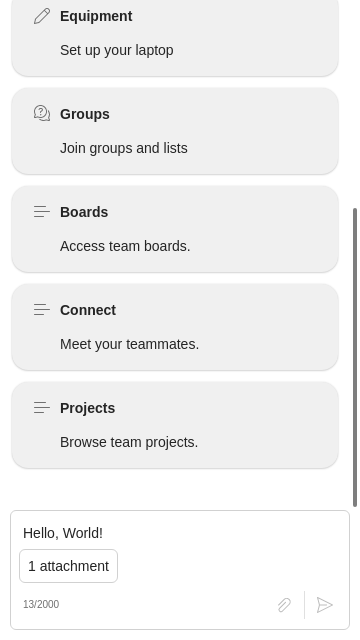 Equipment
Set up your laptop
Groups
Join groups and lists
Boards
Access team boards.
Connect
Meet your teammates.
Projects
Browse team projects.
Hello, World!
1 attachment
13/2000